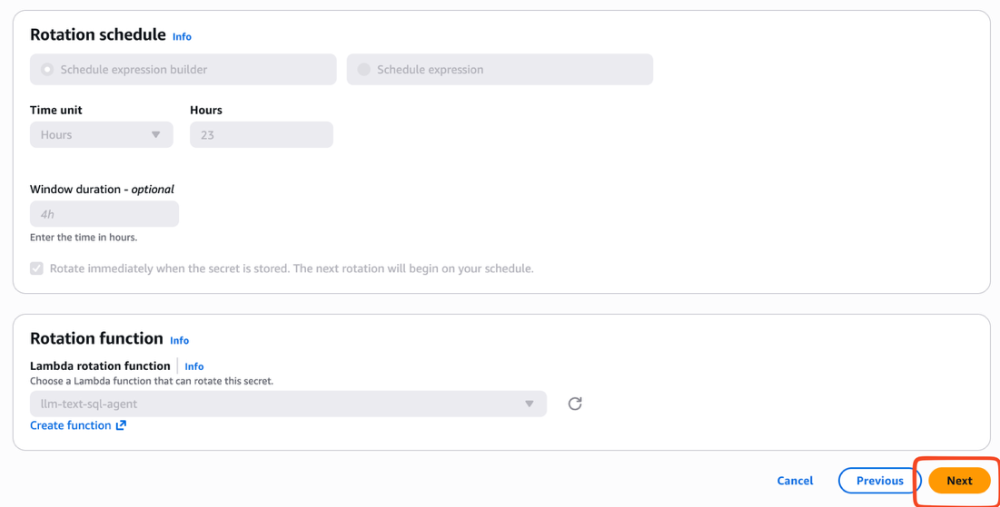 Rotation schedule Info
Schedule expression builder Schedule expression
Time unit Hours
Hours 23
Window duration - optional
4h
Enter the time in hours.
Rotate immediately when the secret is stored. The next rotation will begin on your schedule.
Rotation function Info
Lambda rotation function Info
Choose a Lambda function that can rotate this secret.
llm-text-sql-agent
Create function
Cancel Previous Next